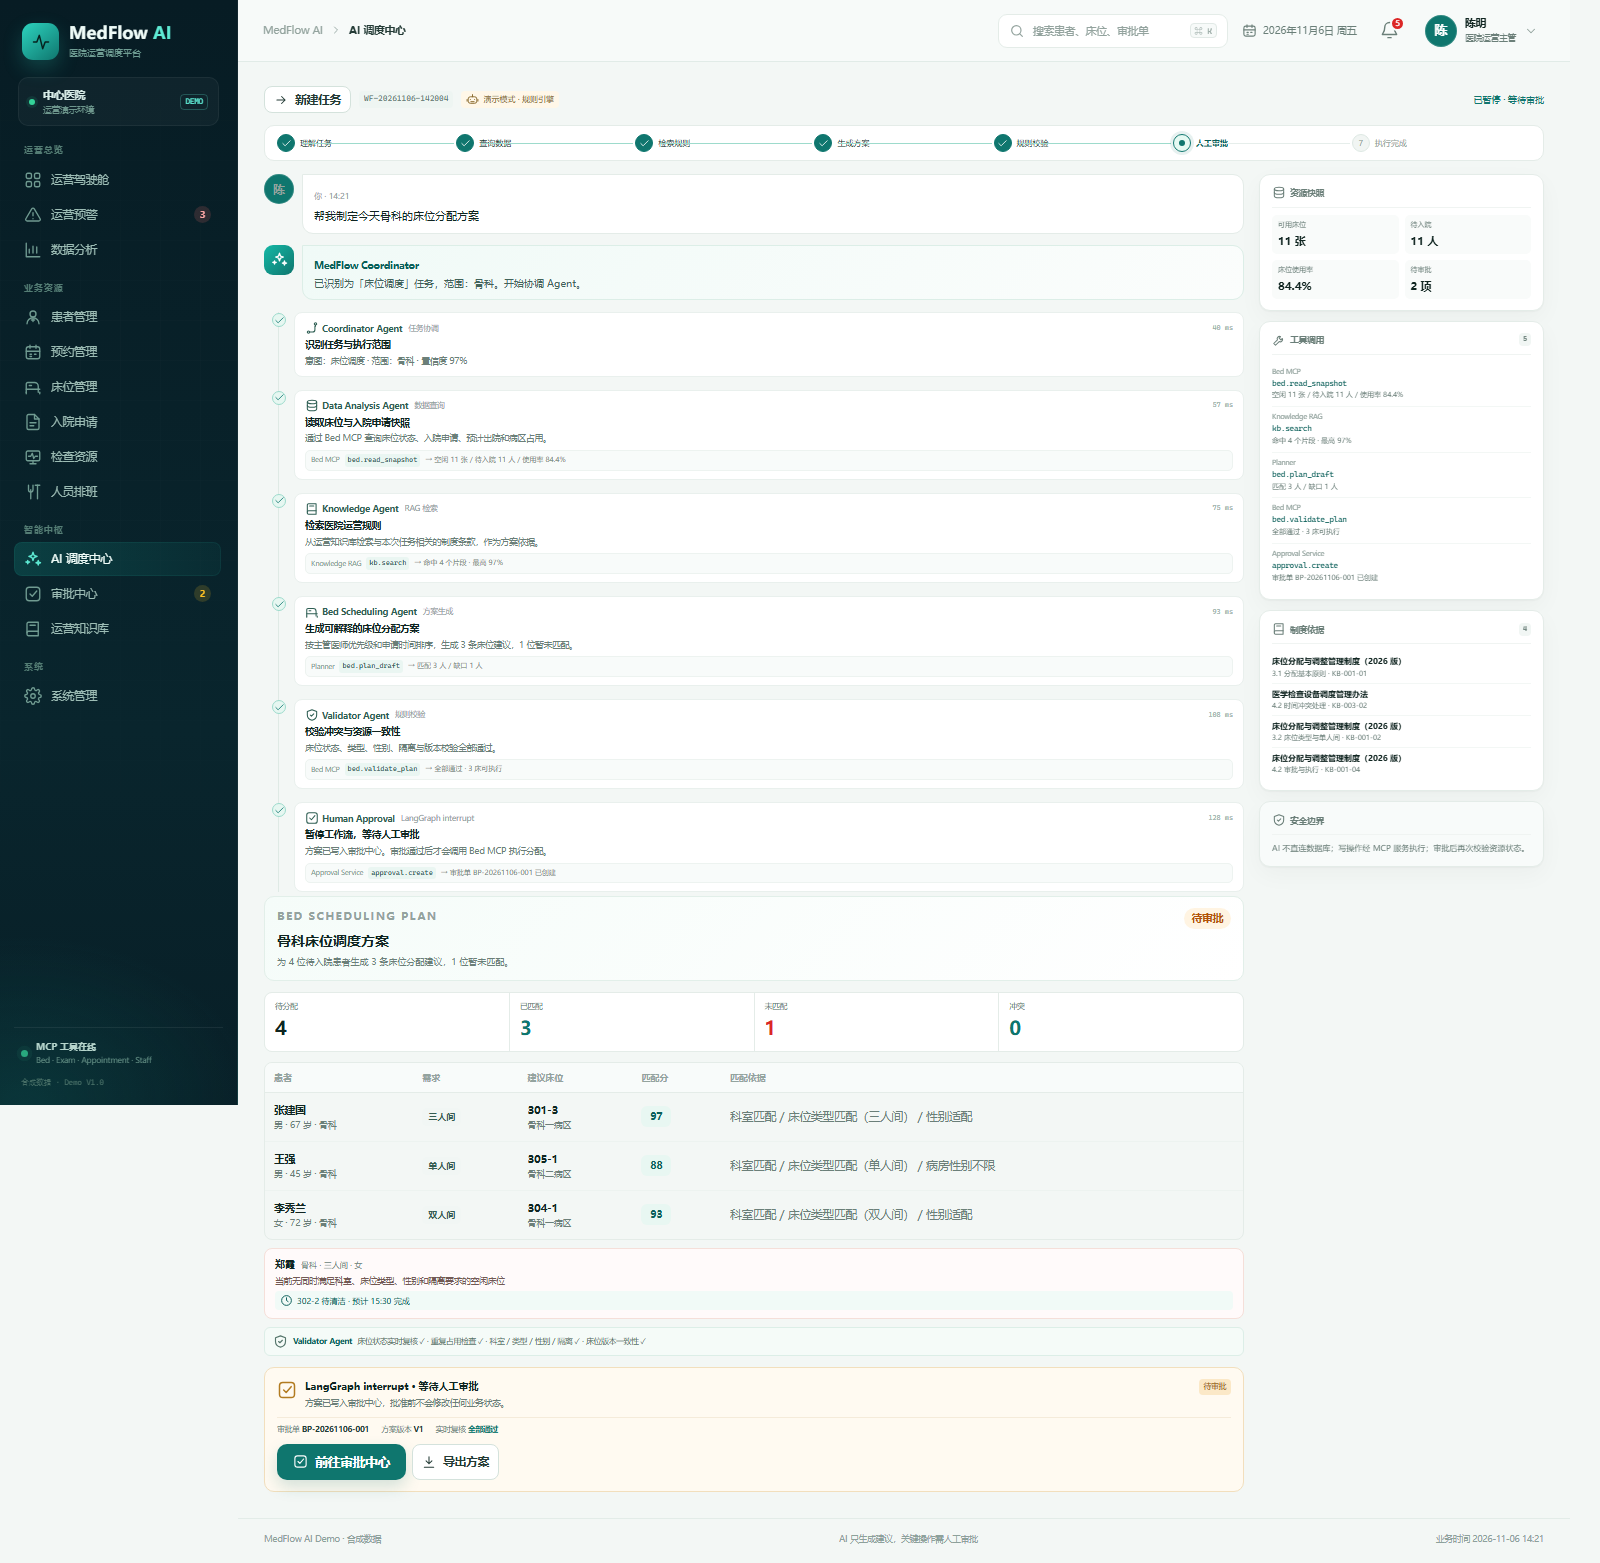 MedFlow AI
医院运营调度平台
中心医院
运营演示环境
DEMO
运营总览
运营驾驶舱
运营预警
3
数据分析
业务资源
患者管理
预约管理
床位管理
入院申请
检查资源
人员排班
智能中枢
AI 调度中心
审批中心
2
运营知识库
系统
系统管理
MCP 工具在线
Bed · Exam · Appointment · Staff
合成数据 · Demo V1.0
MedFlow AI
AI 调度中心
搜索患者、床位、审批单
⌘ K
2026年11月6日 周五
5
陈
陈明
医院运营主管
新建任务
WF-20261106-142004
演示模式 · 规则引擎
已暂停 · 等待审批
理解任务
查询数据
检索规则
生成方案
规则校验
人工审批
7
执行完成
陈
你 · 14:21
帮我制定今天骨科的床位分配方案
MedFlow Coordinator
已识别为「床位调度」任务，范围：骨科。开始协调 Agent。
Coordinator Agent 任务协调
40 ms
识别任务与执行范围
意图：床位调度 · 范围：骨科 · 置信度 97%
Data Analysis Agent 数据查询
57 ms
读取床位与入院申请快照
通过 Bed MCP 查询床位状态、入院申请、预计出院和病区占用。
Bed MCP bed.read_snapshot → 空闲 11 张 / 待入院 11 人 / 使用率 84.4%
Knowledge Agent RAG 检索
75 ms
检索医院运营规则
从运营知识库检索与本次任务相关的制度条款，作为方案依据。
Knowledge RAG kb.search → 命中 4 个片段 · 最高 97%
Bed Scheduling Agent 方案生成
93 ms
生成可解释的床位分配方案
按主管医师优先级和申请时间排序，生成 3 条床位建议，1 位暂未匹配。
Planner bed.plan_draft → 匹配 3 人 / 缺口 1 人
Validator Agent 规则校验
108 ms
校验冲突与资源一致性
床位状态、类型、性别、隔离与版本校验全部通过。
Bed MCP bed.validate_plan → 全部通过 · 3 床可执行
Human Approval LangGraph interrupt
128 ms
暂停工作流，等待人工审批
方案已写入审批中心。审批通过后才会调用 Bed MCP 执行分配。
Approval Service approval.create → 审批单 BP-20261106-001 已创建
BED SCHEDULING PLAN
待审批
骨科床位调度方案
为 4 位待入院患者生成 3 条床位分配建议，1 位暂未匹配。
待分配
4
已匹配
3
未匹配
1
冲突
0
患者
需求
建议床位
匹配分
匹配依据
张建国
男 · 67 岁 · 骨科
三人间
301-3
骨科一病区
97
科室匹配 / 床位类型匹配（三人间） / 性别适配
王强
男 · 45 岁 · 骨科
单人间
305-1
骨科二病区
88
科室匹配 / 床位类型匹配（单人间） / 病房性别不限
李秀兰
女 · 72 岁 · 骨科
双人间
304-1
骨科一病区
93
科室匹配 / 床位类型匹配（双人间） / 性别适配
郑霞 骨科 · 三人间 · 女
当前无同时满足科室、床位类型、性别和隔离要求的空闲床位
302-2 待清洁 · 预计 15:30 完成
Validator Agent 床位状态实时复核 ✓ · 重复占用检查 ✓ · 科室 / 类型 / 性别 / 隔离 ✓ · 床位版本一致性 ✓
LangGraph interrupt · 等待人工审批
待审批
方案已写入审批中心，批准前不会修改任何业务状态。
审批单 BP-20261106-001 方案版本 V1 实时复核 全部通过
前往审批中心
导出方案
资源快照
可用床位
11 张
待入院
11 人
床位使用率
84.4%
待审批
2 项
工具调用
5
Bed MCP
bed.read_snapshot
空闲 11 张 / 待入院 11 人 / 使用率 84.4%
Knowledge RAG
kb.search
命中 4 个片段 · 最高 97%
Planner
bed.plan_draft
匹配 3 人 / 缺口 1 人
Bed MCP
bed.validate_plan
全部通过 · 3 床可执行
Approval Service
approval.create
审批单 BP-20261106-001 已创建
制度依据
4
床位分配与调整管理制度（2026 版）
3.1 分配基本原则 · KB-001-01
医学检查设备调度管理办法
4.2 时间冲突处理 · KB-003-02
床位分配与调整管理制度（2026 版）
3.2 床位类型与单人间 · KB-001-02
床位分配与调整管理制度（2026 版）
4.2 审批与执行 · KB-001-04
安全边界
AI 不直连数据库；写操作经 MCP 服务执行；审批后再次校验资源状态。
MedFlow AI Demo · 合成数据
AI 只生成建议，关键操作需人工审批
业务时间 2026-11-06 14:21